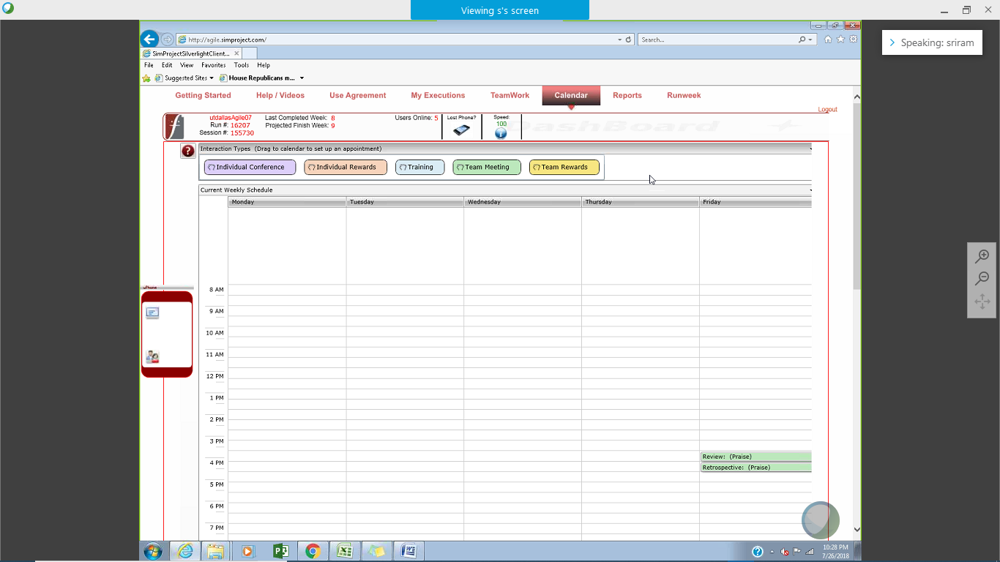 Viewing s's screen
Speaking: sriram
http://agile.simproject.com/
Search...
SimProjectSilverlightClient...
File Edit View Favorites Tools Help
Suggested Sites House Republicans m...
Getting Started Help / Videos Use Agreement My Executions TeamWork Calendar Reports Runweek
Logout
utdallasAgile07
Run #: 16207
Session #: 155730
Last Completed Week: 8
Projected Finish Week: 9
Users Online: 5
Lost Phone?
Speed:
100
DashBoard
Interaction Types (Drag to calendar to set up an appointment)
Individual Conference Individual Rewards Training Team Meeting Team Rewards
Current Weekly Schedule
Monday Tuesday Wednesday Thursday Friday
uPhone
8 AM
9 AM
10 AM
11 AM
12 PM
1 PM
2 PM
3 PM
Review: (Praise)
4 PM
Retrospective: (Praise)
5 PM
6 PM
7 PM
10:28 PM
7/26/2018